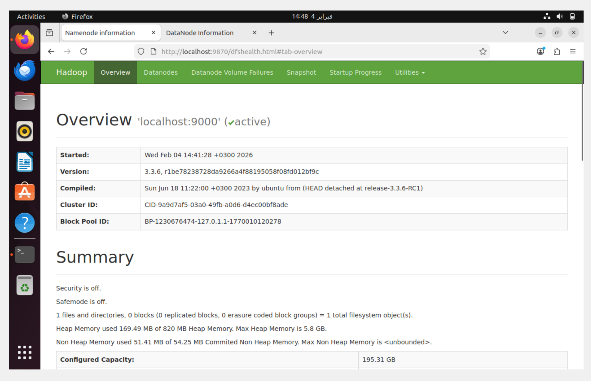 Activities Firefox 14:48 4 فبراير
Namenode information × DataNode Information × +
http://localhost:9870/dfshealth.html#tab-overview
Hadoop Overview Datanodes Datanode Volume Failures Snapshot Startup Progress Utilities
Overview 'localhost:9000' (✔active)
Started: Wed Feb 04 14:41:28 +0300 2026
Version: 3.3.6, r1be78238728da9266a4f88195058f08fd012bf9c
Compiled: Sun Jun 18 11:22:00 +0300 2023 by ubuntu from (HEAD detached at release-3.3.6-RC1)
Cluster ID: CID-9a9d7af5-03a0-49fb-a0d6-d4ec00bf8ade
Block Pool ID: BP-1230676474-127.0.1.1-1770010120278
Summary
Security is off.
Safemode is off.
1 files and directories, 0 blocks (0 replicated blocks, 0 erasure coded block groups) = 1 total filesystem object(s).
Heap Memory used 169.49 MB of 820 MB Heap Memory. Max Heap Memory is 5.8 GB.
Non Heap Memory used 51.41 MB of 54.25 MB Commited Non Heap Memory. Max Non Heap Memory is <unbounded>.
Configured Capacity: 195.31 GB